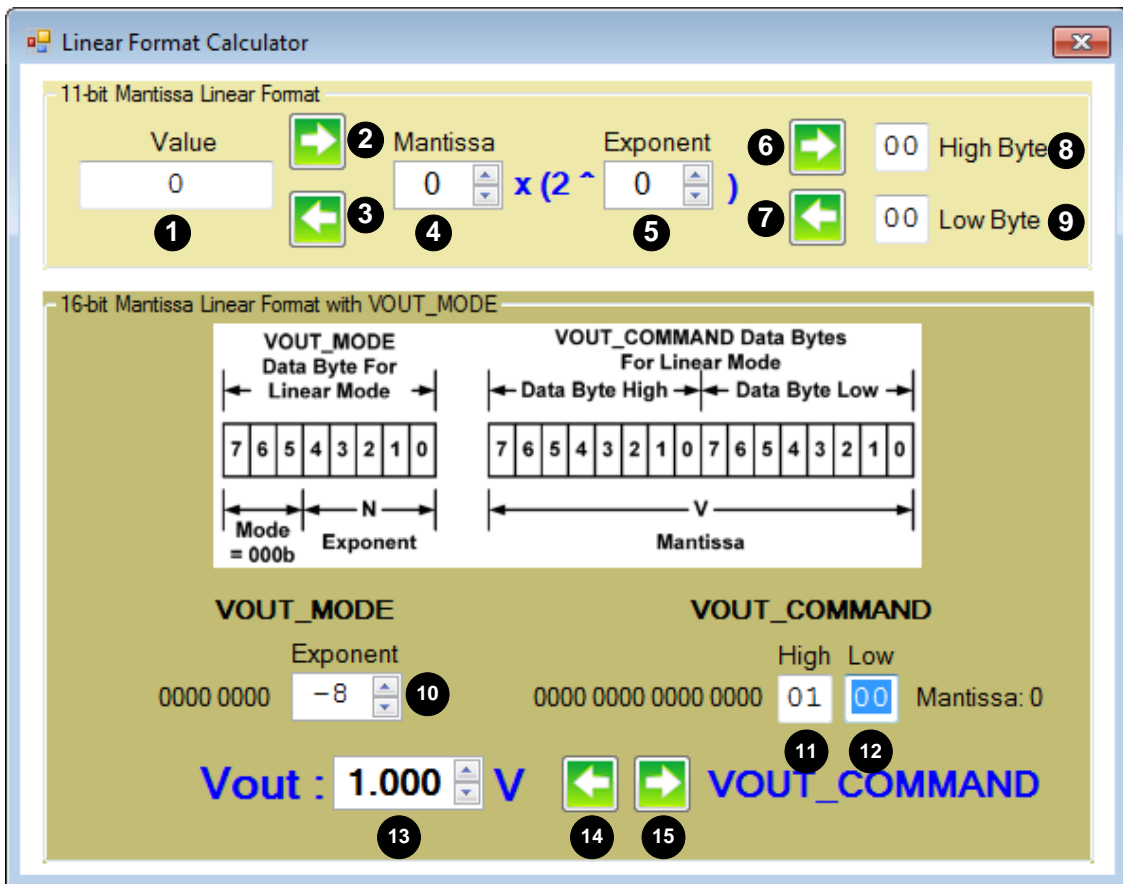 Linear Format Calculator
11-bit Mantissa Linear Format
Value 2 Mantissa Exponent 6 00 High Byte 8
0 0 x (2 ^ 0 )
1 3 4 5 7 00 Low Byte 9
16-bit Mantissa Linear Format with VOUT_MODE
VOUT_MODE
Data Byte For
Linear Mode
7 6 5 4 3 2 1 0
Mode
= 000b
N
Exponent
VOUT_COMMAND Data Bytes
For Linear Mode
Data Byte High Data Byte Low
7 6 5 4 3 2 1 0 7 6 5 4 3 2 1 0
V
Mantissa
VOUT_MODE
Exponent
0000 0000 -8 10
VOUT_COMMAND
High Low
0000 0000 0000 0000 01 00 Mantissa: 0
11 12
Vout : 1.000 V VOUT_COMMAND
13 14 15